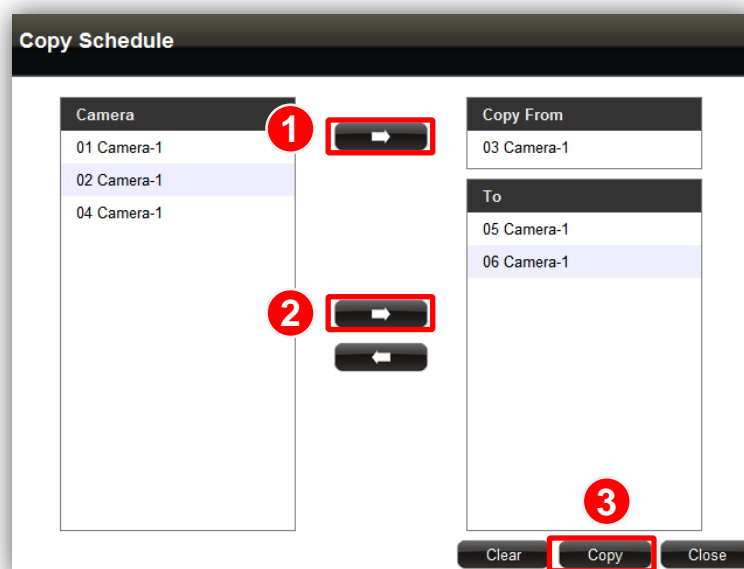 Copy Schedule
Camera
01 Camera-1
02 Camera-1
04 Camera-1
1
2
Copy From
03 Camera-1
To
05 Camera-1
06 Camera-1
3
Clear
Copy
Close